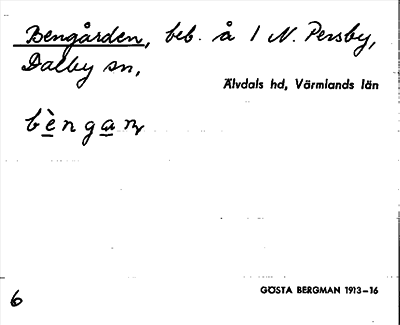 Bengården, beb. å 1 N. Persby,
Dalby sn,
Älvdals hd, Värmlands län
bèngan
GÖSTA BERGMAN 1913–16
6